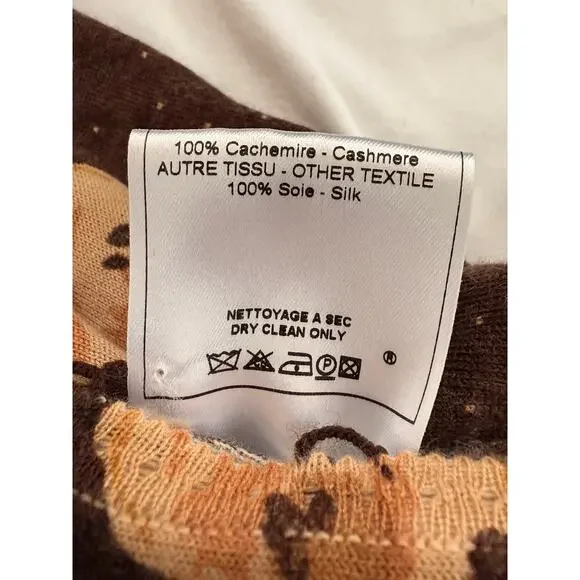 100% Cachemire - Cashmere
AUTRE TISSU - OTHER TEXTILE
100% Soie - Silk
NETTOYAGE A SEC
DRY CLEAN ONLY
P ®